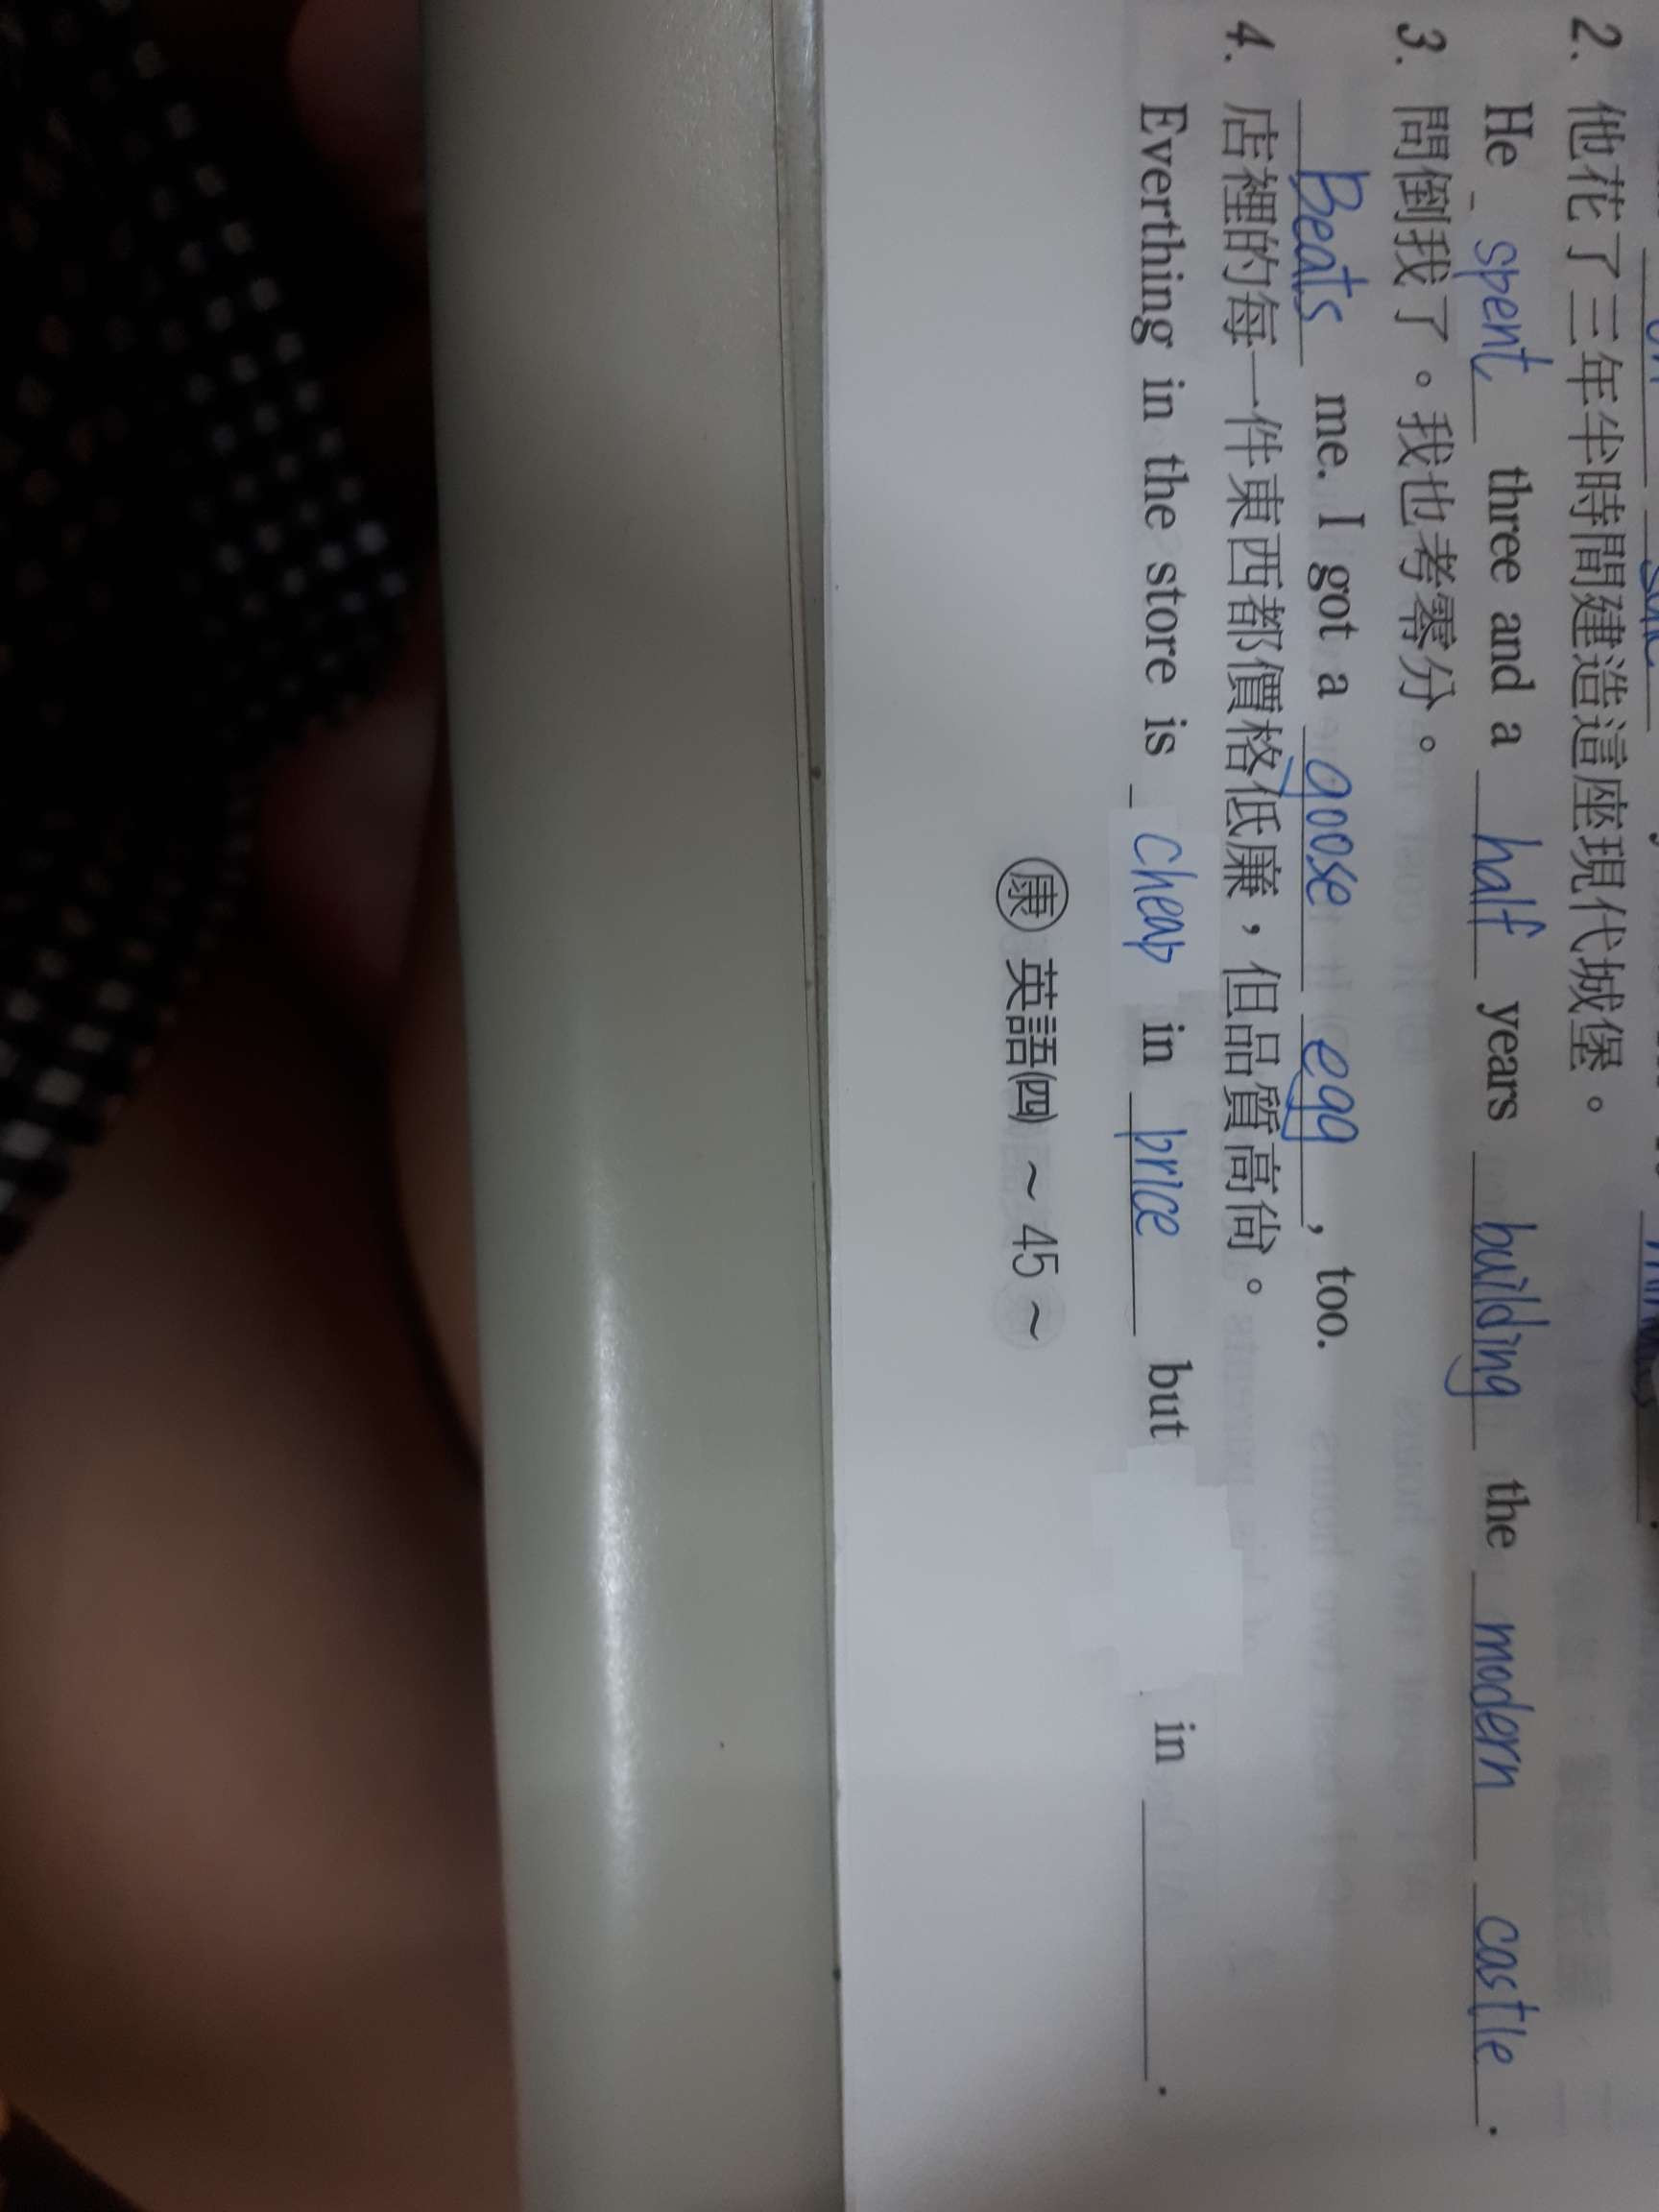 2. 他花了三年半時間建造這座現代城堡。
He spent three and a half years building the modern castle.
3. 問倒我了。我也考零分。
Beats me. I got a goose egg, too.
4. 店裡的每一件東西都價格低廉，但品質高尚。
Everthing in the store is cheap in price but in ______.
康 英語(四) ~ 45 ~